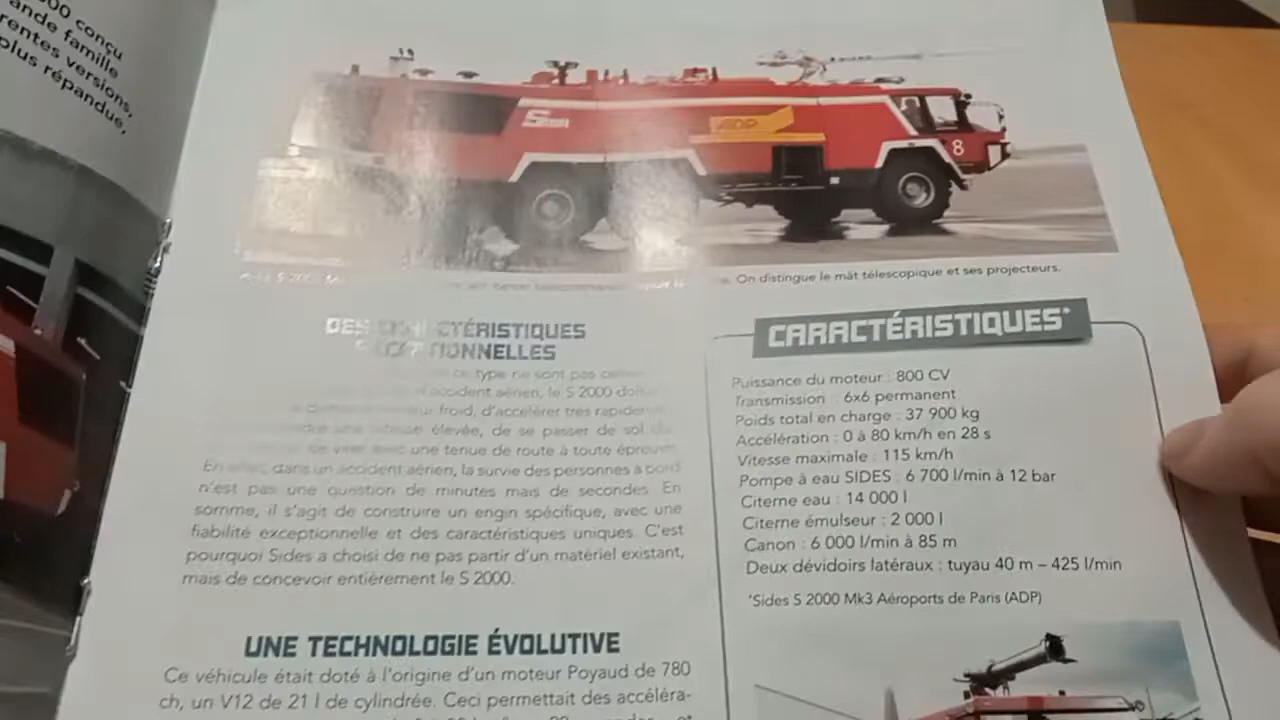 00 conçu
ande famille
rentes versions,
plus répandue,
ADP
8
On distingue le mât télescopique et ses projecteurs.
DES CARACTÉRISTIQUES
EXCEPTIONNELLES
ce type ne sont pas
accident aérien, le S 2000
froid, d'accélérer très
élevée, de se passer de sol
de virer avec une tenue de route à toute
En effet, dans un accident aérien, la survie des personnes à bord
n'est pas une question de minutes mais de secondes. En
somme, il s'agit de construire un engin spécifique, avec une
fiabilité exceptionnelle et des caractéristiques uniques. C'est
pourquoi Sides a choisi de ne pas partir d'un matériel existant,
mais de concevoir entièrement le S 2000.
UNE TECHNOLOGIE ÉVOLUTIVE
Ce véhicule était doté à l'origine d'un moteur Poyaud de 780
ch, un V12 de 21 l de cylindrée. Ceci permettait des accéléra-
CARACTÉRISTIQUES*
Puissance du moteur : 800 CV
Transmission : 6x6 permanent
Poids total en charge : 37 900 kg
Accélération : 0 à 80 km/h en 28 s
Vitesse maximale : 115 km/h
Pompe à eau SIDES : 6 700 l/min à 12 bar
Citerne eau : 14 000 l
Citerne émulseur : 2 000 l
Canon : 6 000 l/min à 85 m
Deux dévidoirs latéraux : tuyau 40 m – 425 l/min
*Sides S 2000 Mk3 Aéroports de Paris (ADP)